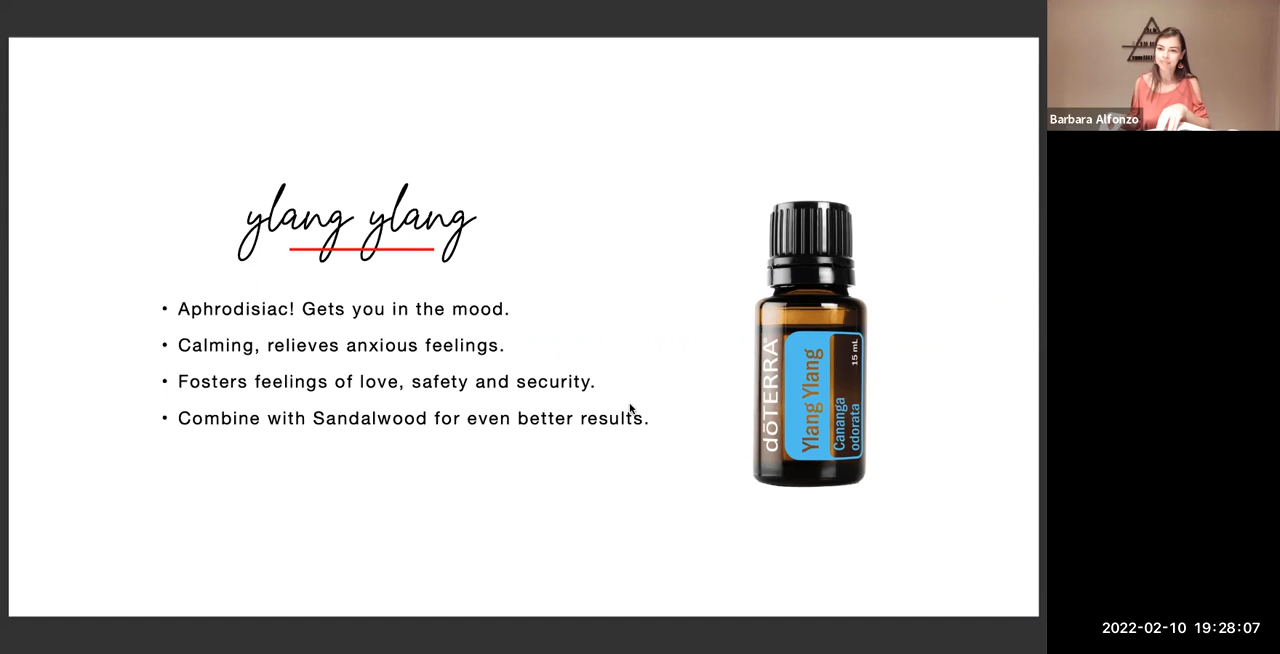 ylang ylang
• Aphrodisiac! Gets you in the mood.
• Calming, relieves anxious feelings.
• Fosters feelings of love, safety and security.
• Combine with Sandalwood for even better results.
dōTERRA
Ylang Ylang
Cananga
odorata
15 mL
Barbara Alfonzo
2022-02-10 19:28:07